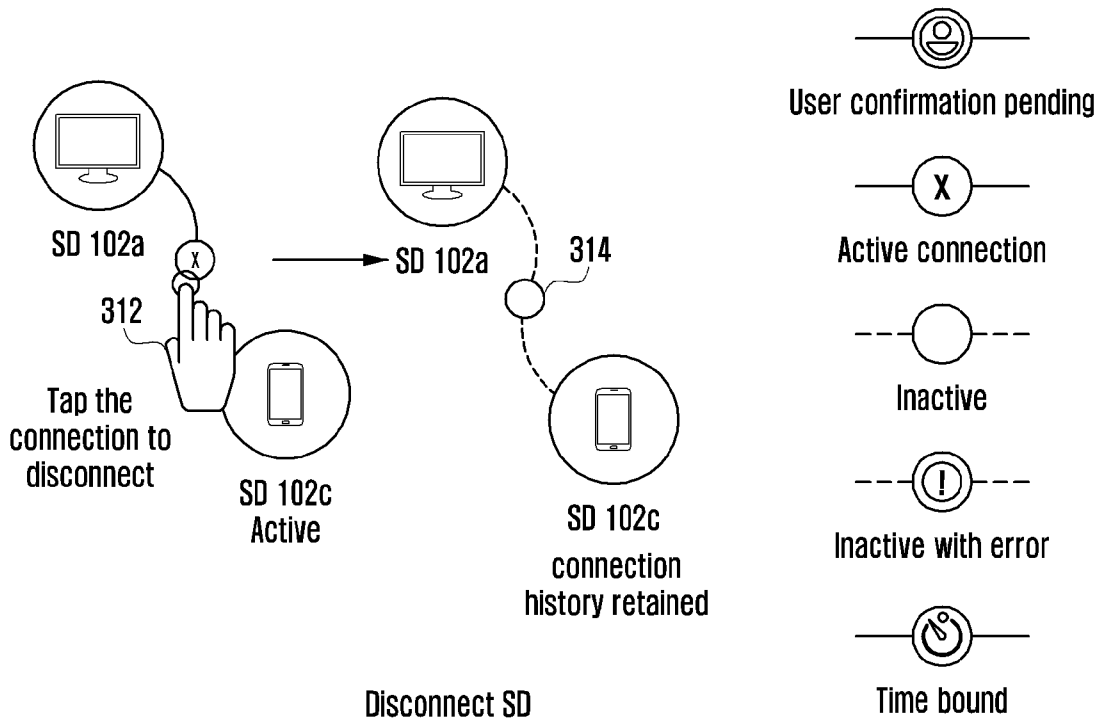 SD 102a
X
312
Tap the
connection to
disconnect
SD 102c
Active
SD 102a
314
SD 102c
connection
history retained
Disconnect SD
User confirmation pending
X
Active connection
Inactive
!
Inactive with error
Time bound